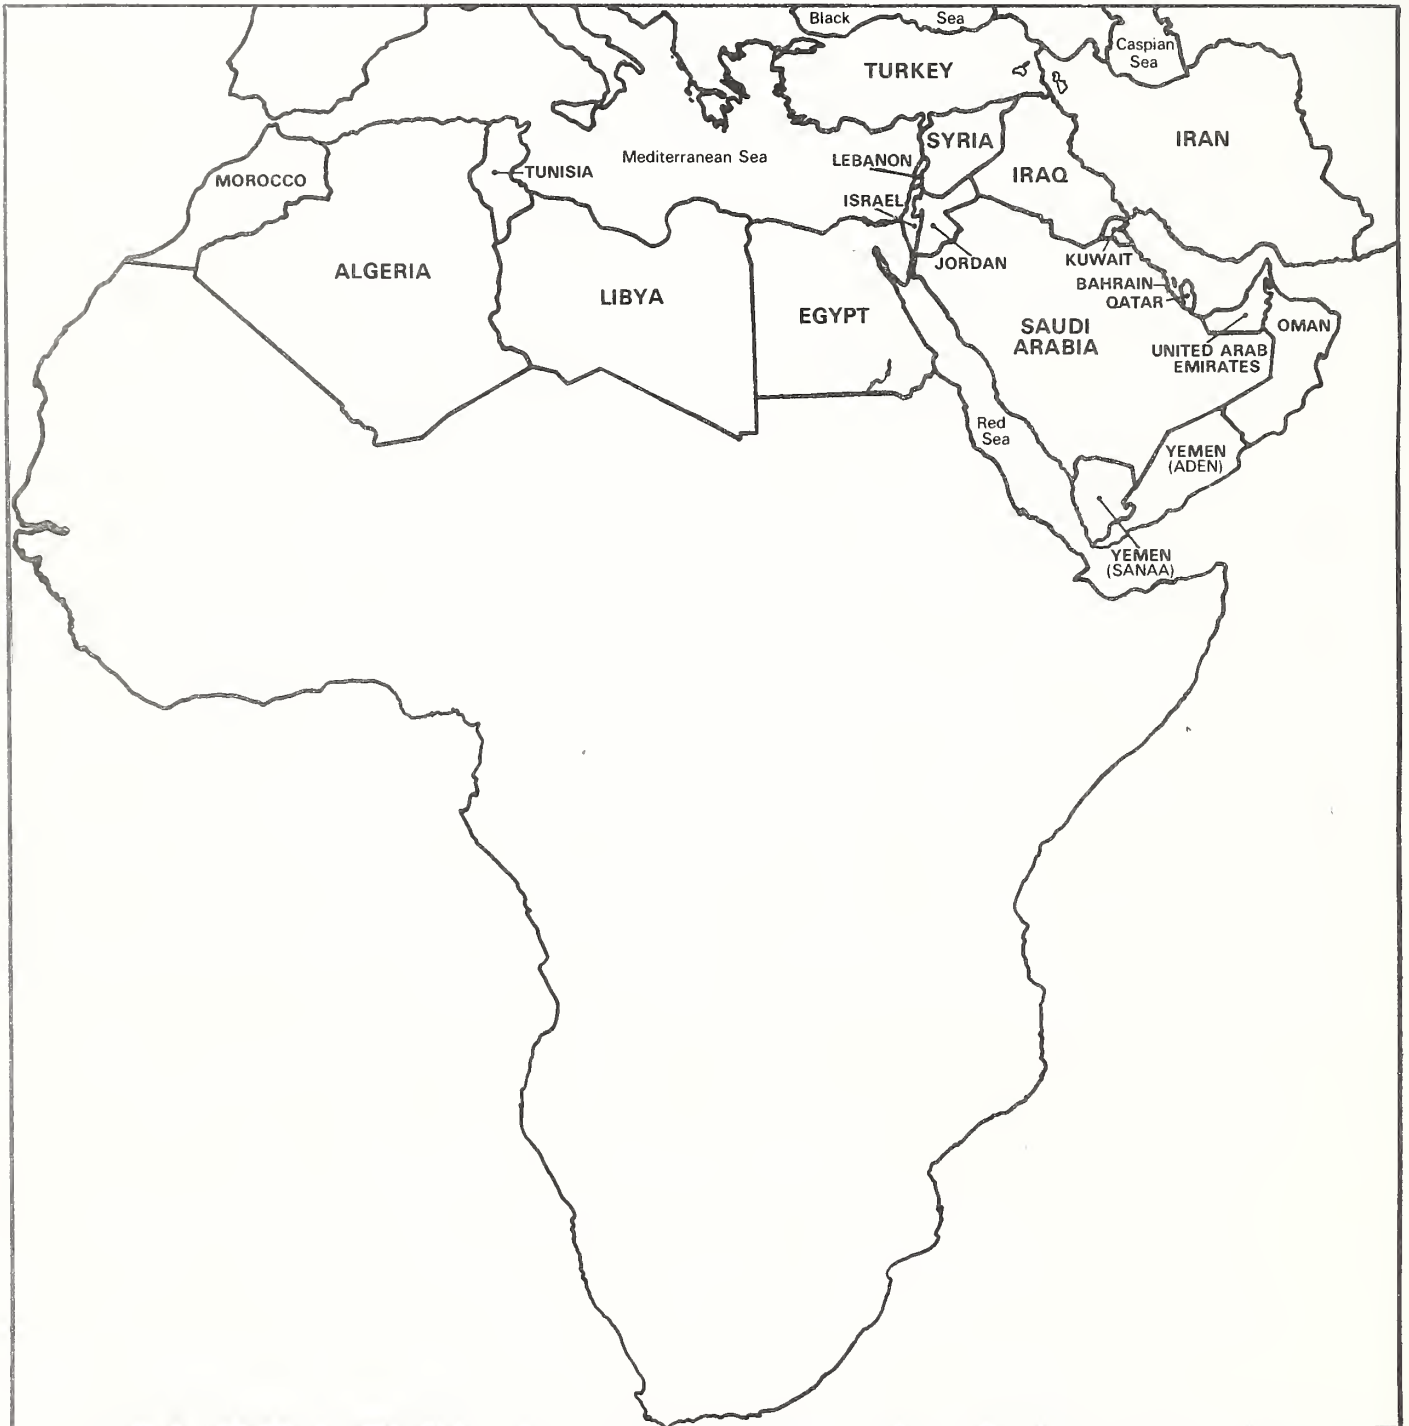 Black Sea
Caspian
Sea
TURKEY
SYRIA
IRAN
Mediterranean Sea
LEBANON
TUNISIA
IRAQ
MOROCCO
ISRAEL
JORDAN
KUWAIT
ALGERIA
BAHRAIN
LIBYA
QATAR
EGYPT
SAUDI
ARABIA
OMAN
UNITED ARAB
EMIRATES
Red
Sea
YEMEN
(ADEN)
YEMEN
(SANAA)